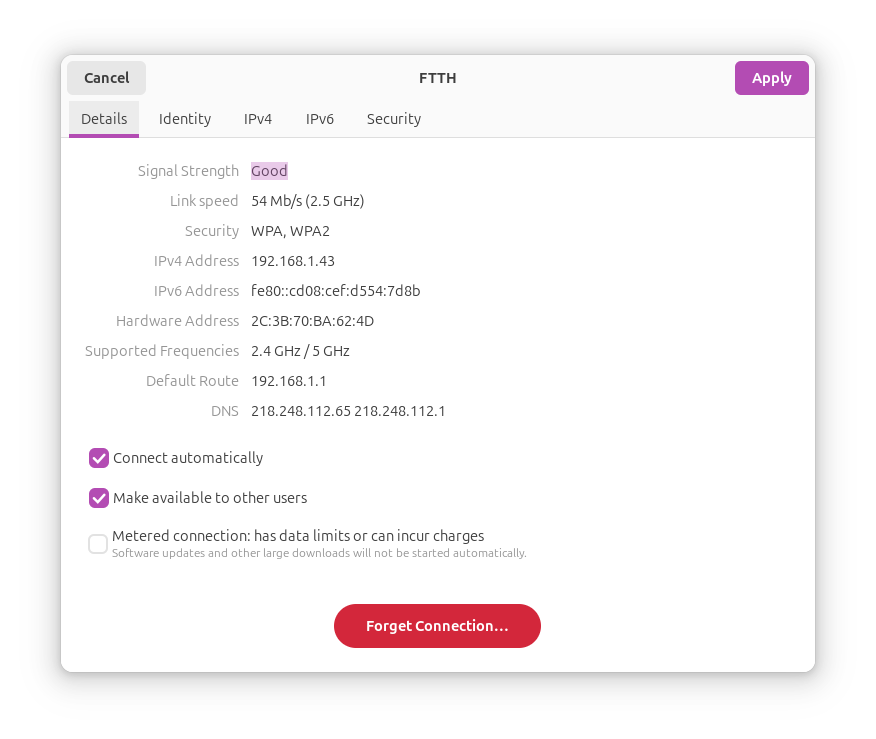 Cancel FTTH Apply
Details Identity IPv4 IPv6 Security
Signal Strength Good
Link speed 54 Mb/s (2.5 GHz)
Security WPA, WPA2
IPv4 Address 192.168.1.43
IPv6 Address fe80::cd08:cef:d554:7d8b
Hardware Address 2C:3B:70:BA:62:4D
Supported Frequencies 2.4 GHz / 5 GHz
Default Route 192.168.1.1
DNS 218.248.112.65 218.248.112.1
Connect automatically
Make available to other users
Metered connection: has data limits or can incur charges
Software updates and other large downloads will not be started automatically.
Forget Connection…